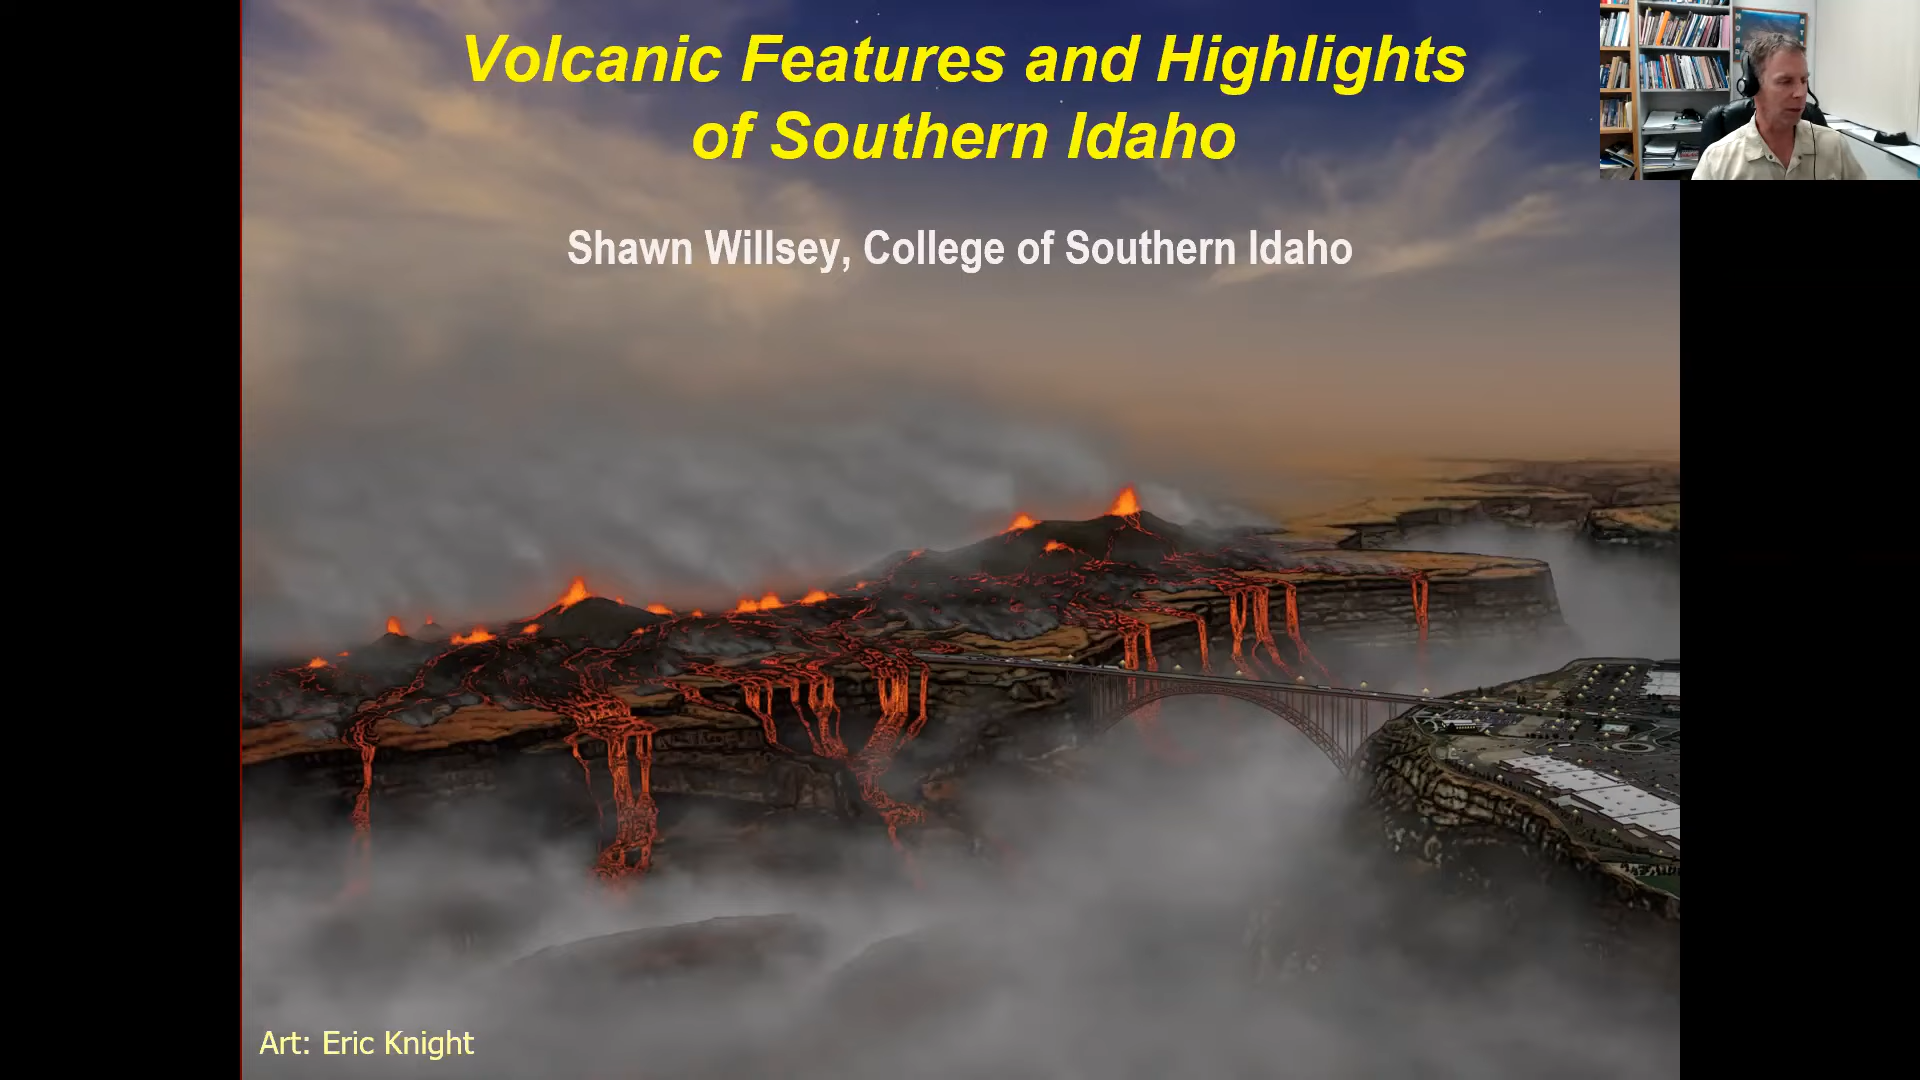 Volcanic Features and Highlights
of Southern Idaho
Shawn Willsey, College of Southern Idaho
Art: Eric Knight